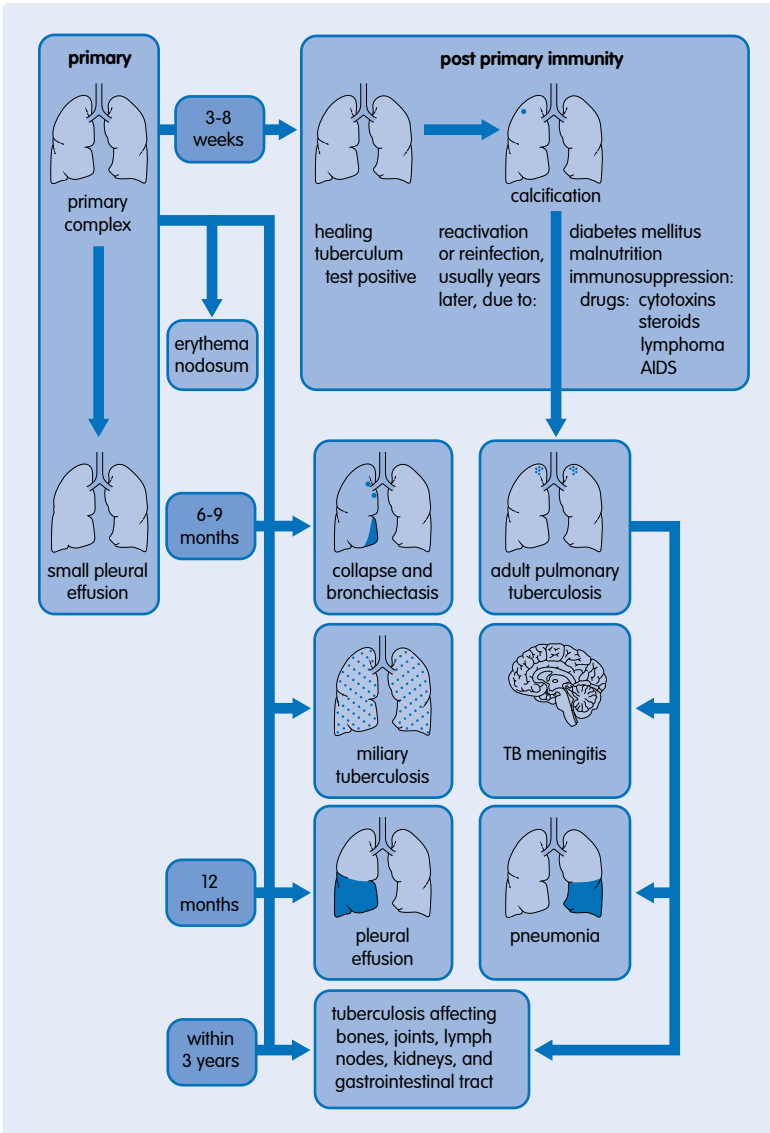 primary
primary
complex
small pleural
effusion
3-8
weeks
erythema
nodosum
post primary immunity
calcification
healing
tuberculum
test positive
reactivation
or reinfection,
usually years
later, due to:
diabetes mellitus
malnutrition
immunosuppression:
drugs: cytotoxins
steroids
lymphoma
AIDS
6-9
months
collapse and
bronchiectasis
adult pulmonary
tuberculosis
miliary
tuberculosis
TB meningitis
12
months
pleural
effusion
pneumonia
within
3 years
tuberculosis affecting
bones, joints, lymph
nodes, kidneys, and
gastrointestinal tract